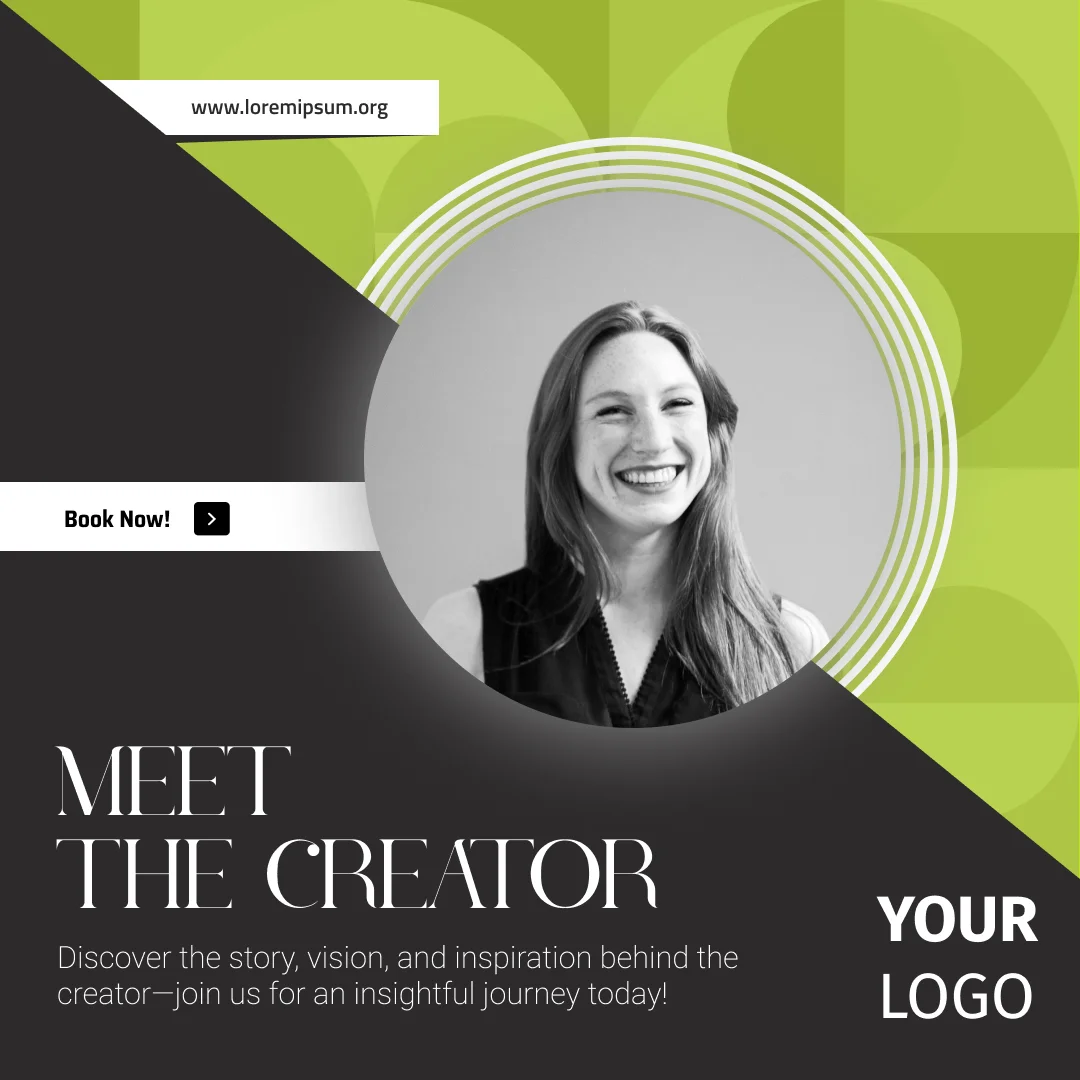 www.loremipsum.org
Book Now!
MEET
THE CREATOR
Discover the story, vision, and inspiration behind the
creator—join us for an insightful journey today!
YOUR
LOGO